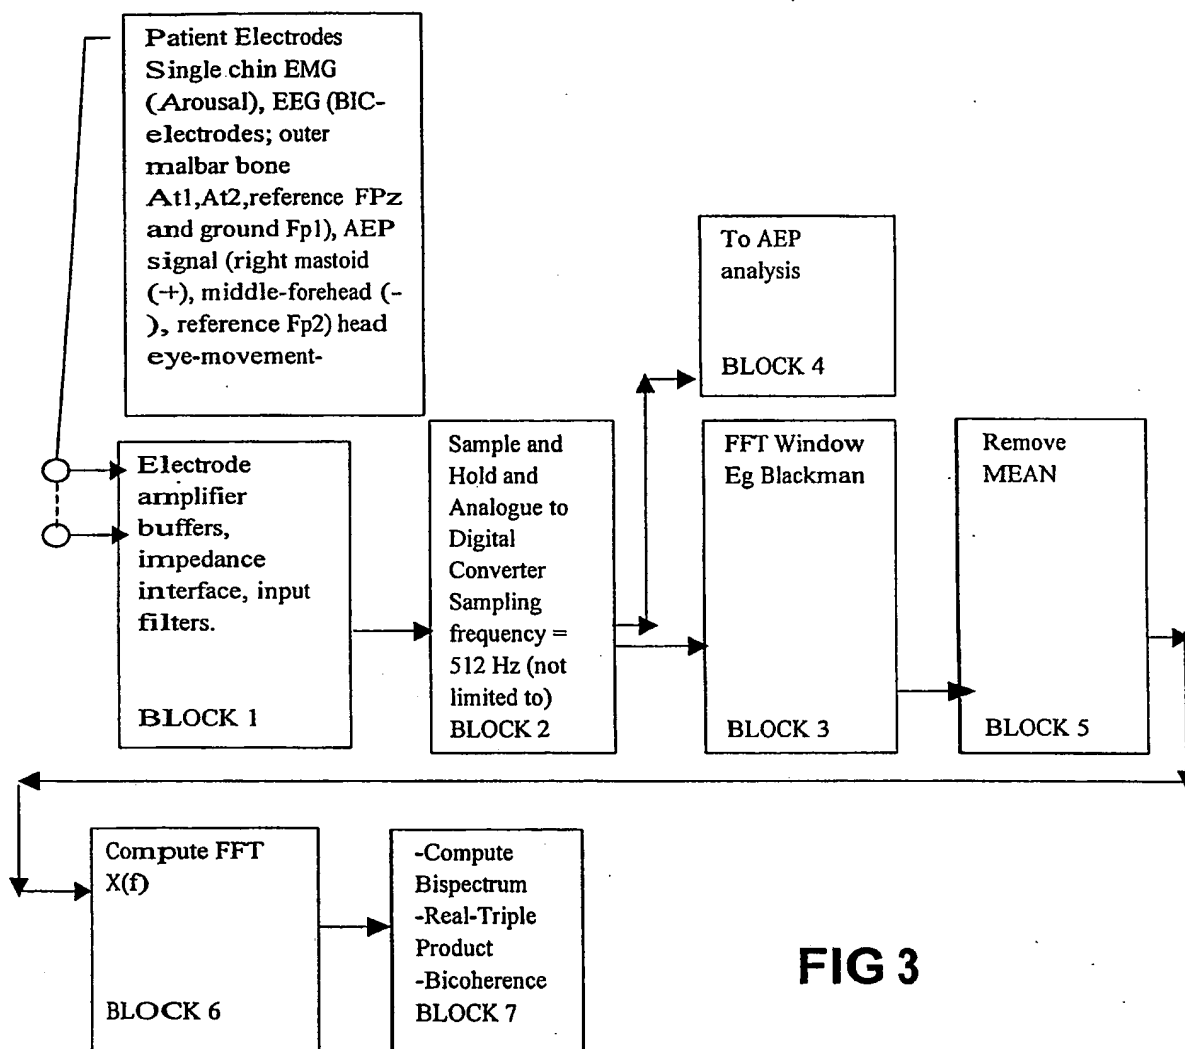 Patient Electrodes
Single chin EMG
(Arousal), EEG (BIC-
electrodes; outer
malbar bone
At1,At2,reference FPz
and ground Fp1), AEP
signal (right mastoid
(+), middle-forehead (-
), reference Fp2) head
eye-movement-
To AEP
analysis
BLOCK 4
Electrode
amplifier
buffers,
impedance
interface, input
filters.
BLOCK 1
Sample and
Hold and
Analogue to
Digital
Converter
Sampling
frequency =
512 Hz (not
limited to)
BLOCK 2
FFT Window
Eg Blackman
BLOCK 3
Remove
MEAN
BLOCK 5
Compute FFT
X(f)
BLOCK 6
-Compute
Bispectrum
-Real-Triple
Product
-Bicoherence
BLOCK 7
FIG 3